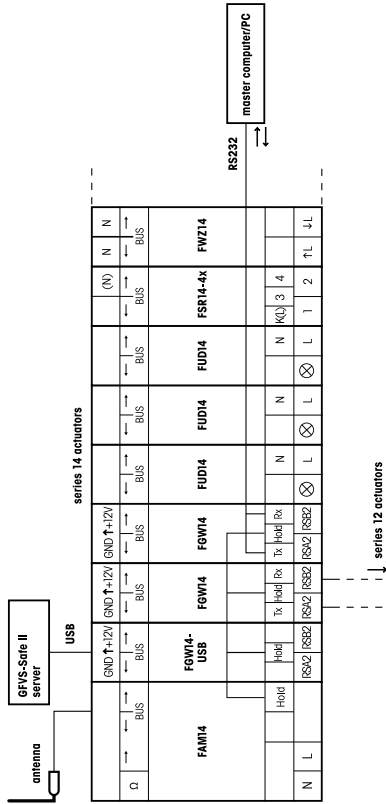 GFVS-Safe II
server
USB
antenna
series 14 actuators
master computer/PC
RS232
Ω
GND +12V
GND +12V
GND +12V
(N)
N
N
BUS
BUS
BUS
BUS
BUS
BUS
BUS
BUS
BUS
FAM14
FGW14-
USB
FGW14
FGW14
FUD14
FUD14
FUD14
FSR14-4x
FWZ14
Hold
Hold
Tx Hold Rx
Tx Hold Rx
N
N
N
K(L) 3 4
N L
RSA2 RSB2
RSA2 RSB2
RSA2 RSB2
L
L
L
1 2
↑L ↓L
series 12 actuators